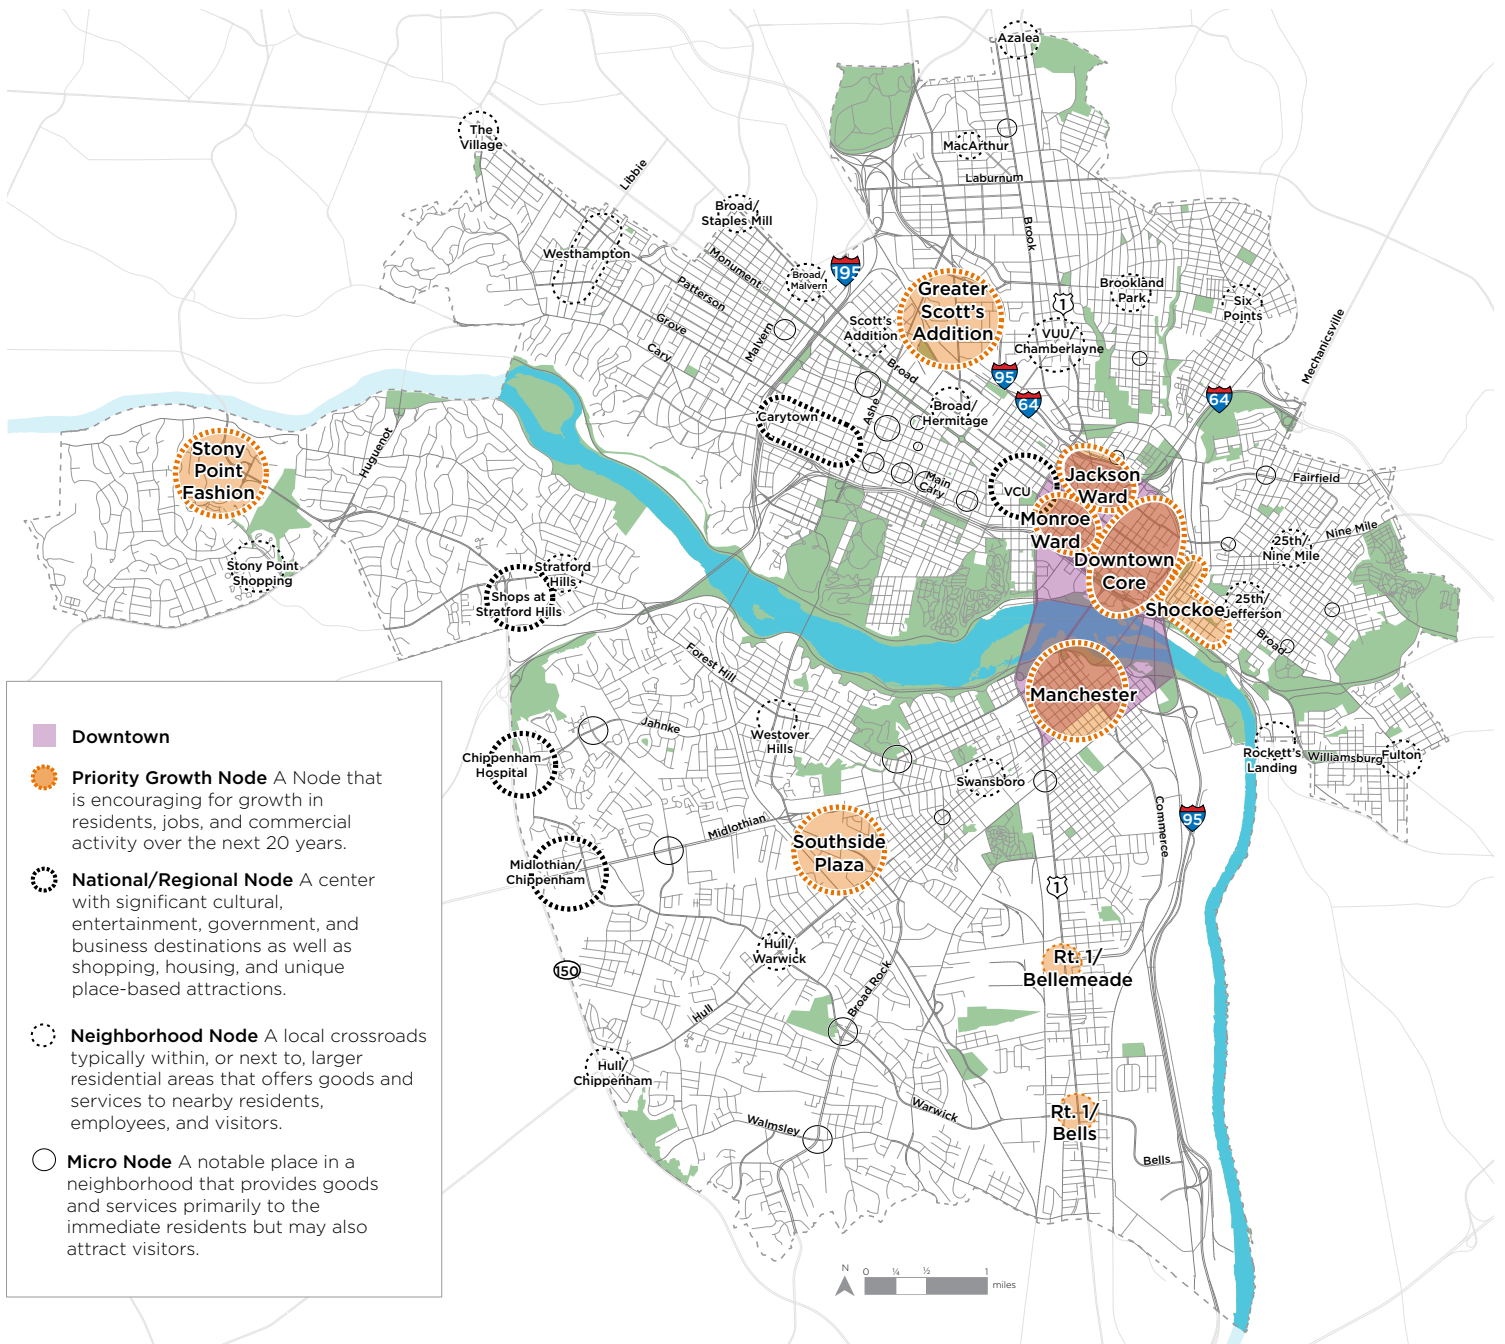 Azalea
The
Village
MacArthur
Laburnum
Libbie
Broad/
Staples Mill
Brook
Westhampton
Monument
Broad/
Malvern
195
Patterson
Greater
Scott's
Addition
Brookland
Park
Six
Points
1
Grove
Scott's
Addition
VUU/
Chamberlayne
Malvern
Cary
Broad
Mechanicsville
95
64
64
Carytown
Ashe
Broad/
Hermitage
Huguenot
Stony
Point
Fashion
Main
Cary
VCU
Jackson
Ward
Fairfield
Monroe
Ward
Nine Mile
25th/
Nine Mile
Downtown
Core
Stony Point
Shopping
Stratford
Hills
Shops at
Stratford Hills
Shockoe
25th/
Jefferson
Broad
Forest Hill
Manchester
Jahnke
Westover
Hills
Chippenham
Hospital
Rockett's
Landing
Williamsburg
Fulton
Swansboro
Commerce
95
Midlothian
Southside
Plaza
Midlothian/
Chippenham
1
Hull/
Warwick
Rt. 1/
Bellemeade
150
Broad Rock
Hull
Hull/
Chippenham
Warwick
Walmsley
Rt. 1/
Bells
Bells
Downtown
Priority Growth Node A Node that
is encouraging for growth in
residents, jobs, and commercial
activity over the next 20 years.
National/Regional Node A center
with significant cultural,
entertainment, government, and
business destinations as well as
shopping, housing, and unique
place-based attractions.
Neighborhood Node A local crossroads
typically within, or next to, larger
residential areas that offers goods and
services to nearby residents,
employees, and visitors.
Micro Node A notable place in a
neighborhood that provides goods
and services primarily to the
immediate residents but may also
attract visitors.
N
0 ¼ ½ 1
miles